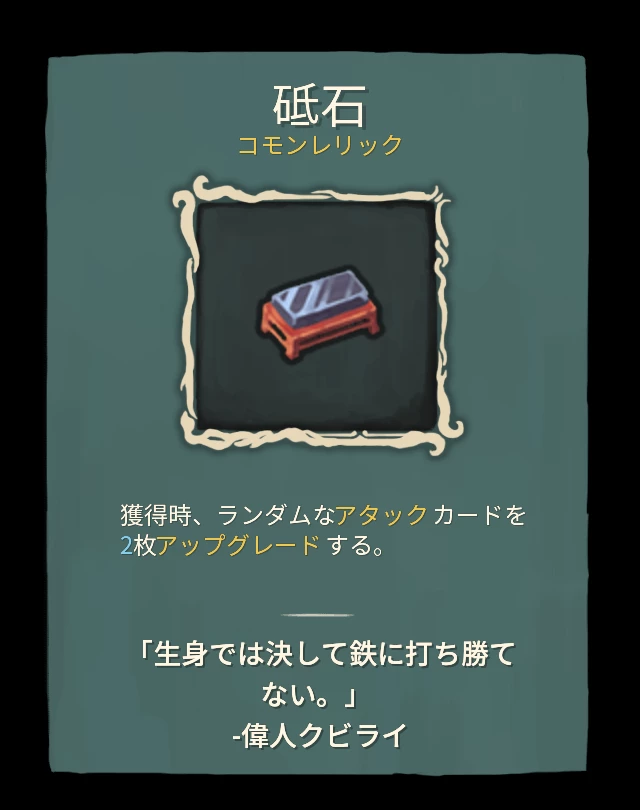 砥石
コモンレリック
獲得時、ランダムなアタックカードを
2枚アップグレードする。
「生身では決して鉄に打ち勝て
ない。」
-偉人クビライ